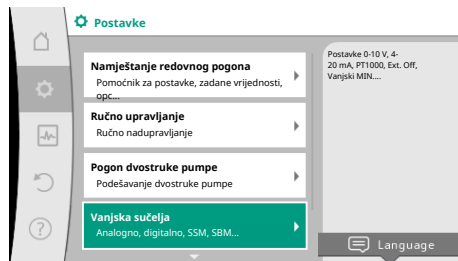 Postavke
Namještanje redovnog pogona
Pomoćnik za postavke, zadane vrijednosti,
opc...
Ručno upravljanje
Ručno nadupravljanje
Pogon dvostruke pumpe
Podešavanje dvostruke pumpe
Vanjska sučelja
Analogno, digitalno, SSM, SBM...
Postavke 0-10 V, 4-
20 mA, PT1000, Ext. Off,
Vanjski MIN....
Language